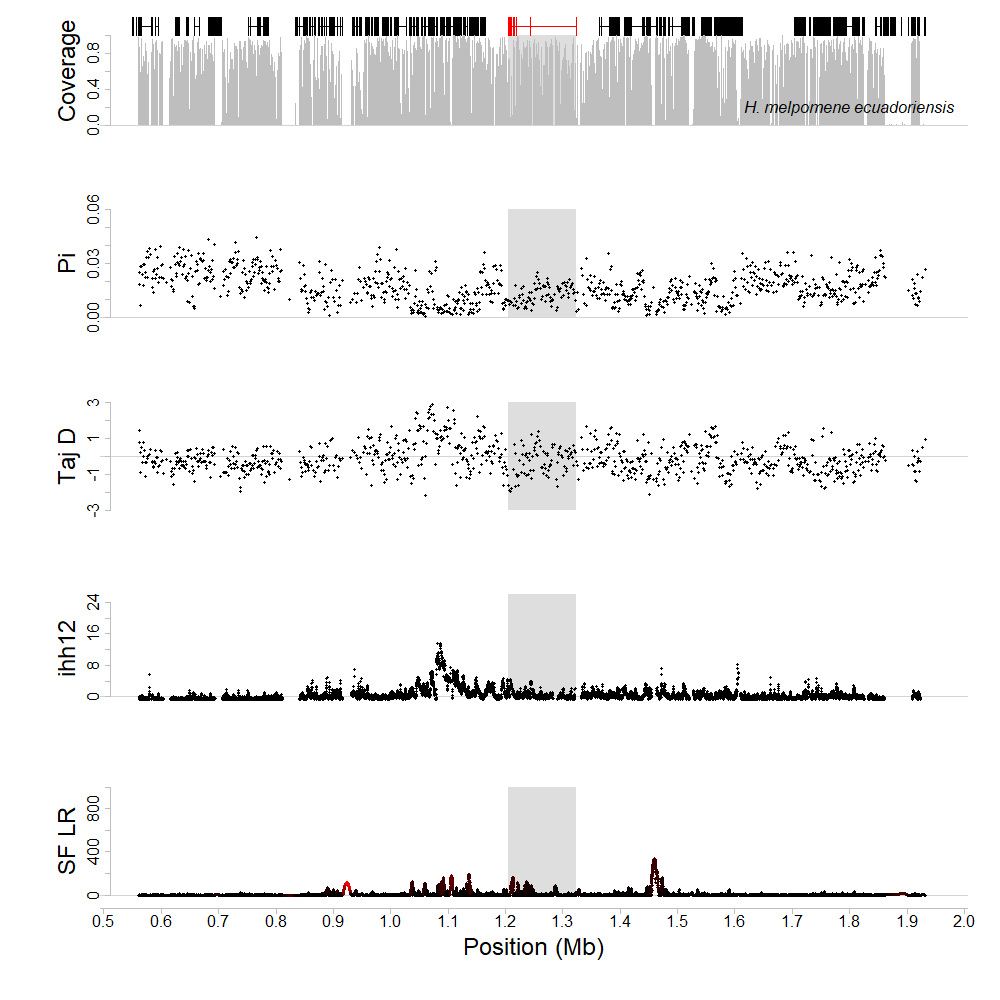 Coverage
0.8
0.4
0.0
H. melpomene ecuadoriensis
Pi
0.06
0.03
0.00
Taj D
3
1
-1
-3
ihh12
24
16
8
0
SF LR
800
400
0
0.5 0.6 0.7 0.8 0.9 1.0 1.1 1.2 1.3 1.4 1.5 1.6 1.7 1.8 1.9 2.0
Position (Mb)